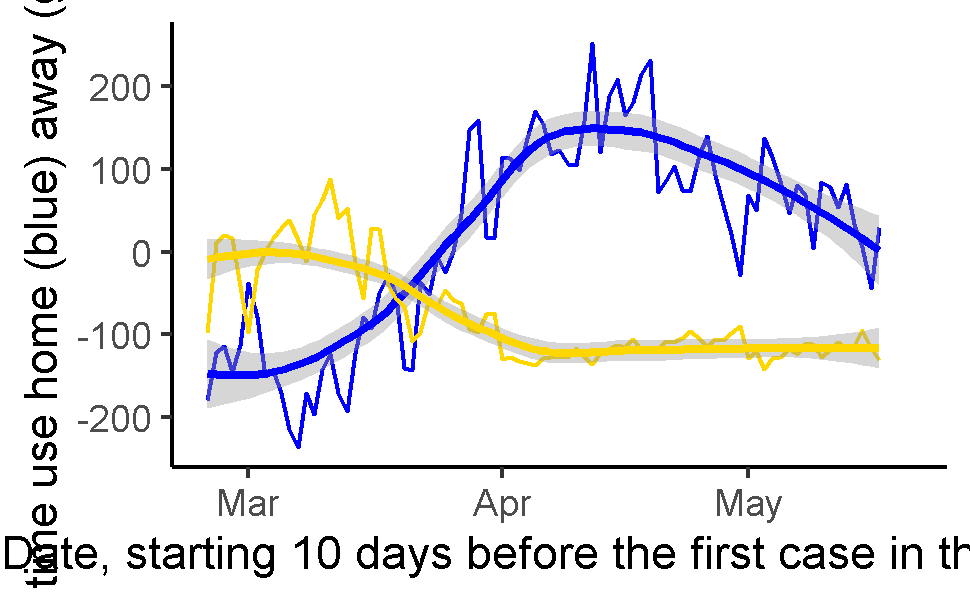 time use home (blue) away (
200
100
0
-100
-200
Mar Apr May
Date, starting 10 days before the first case in th